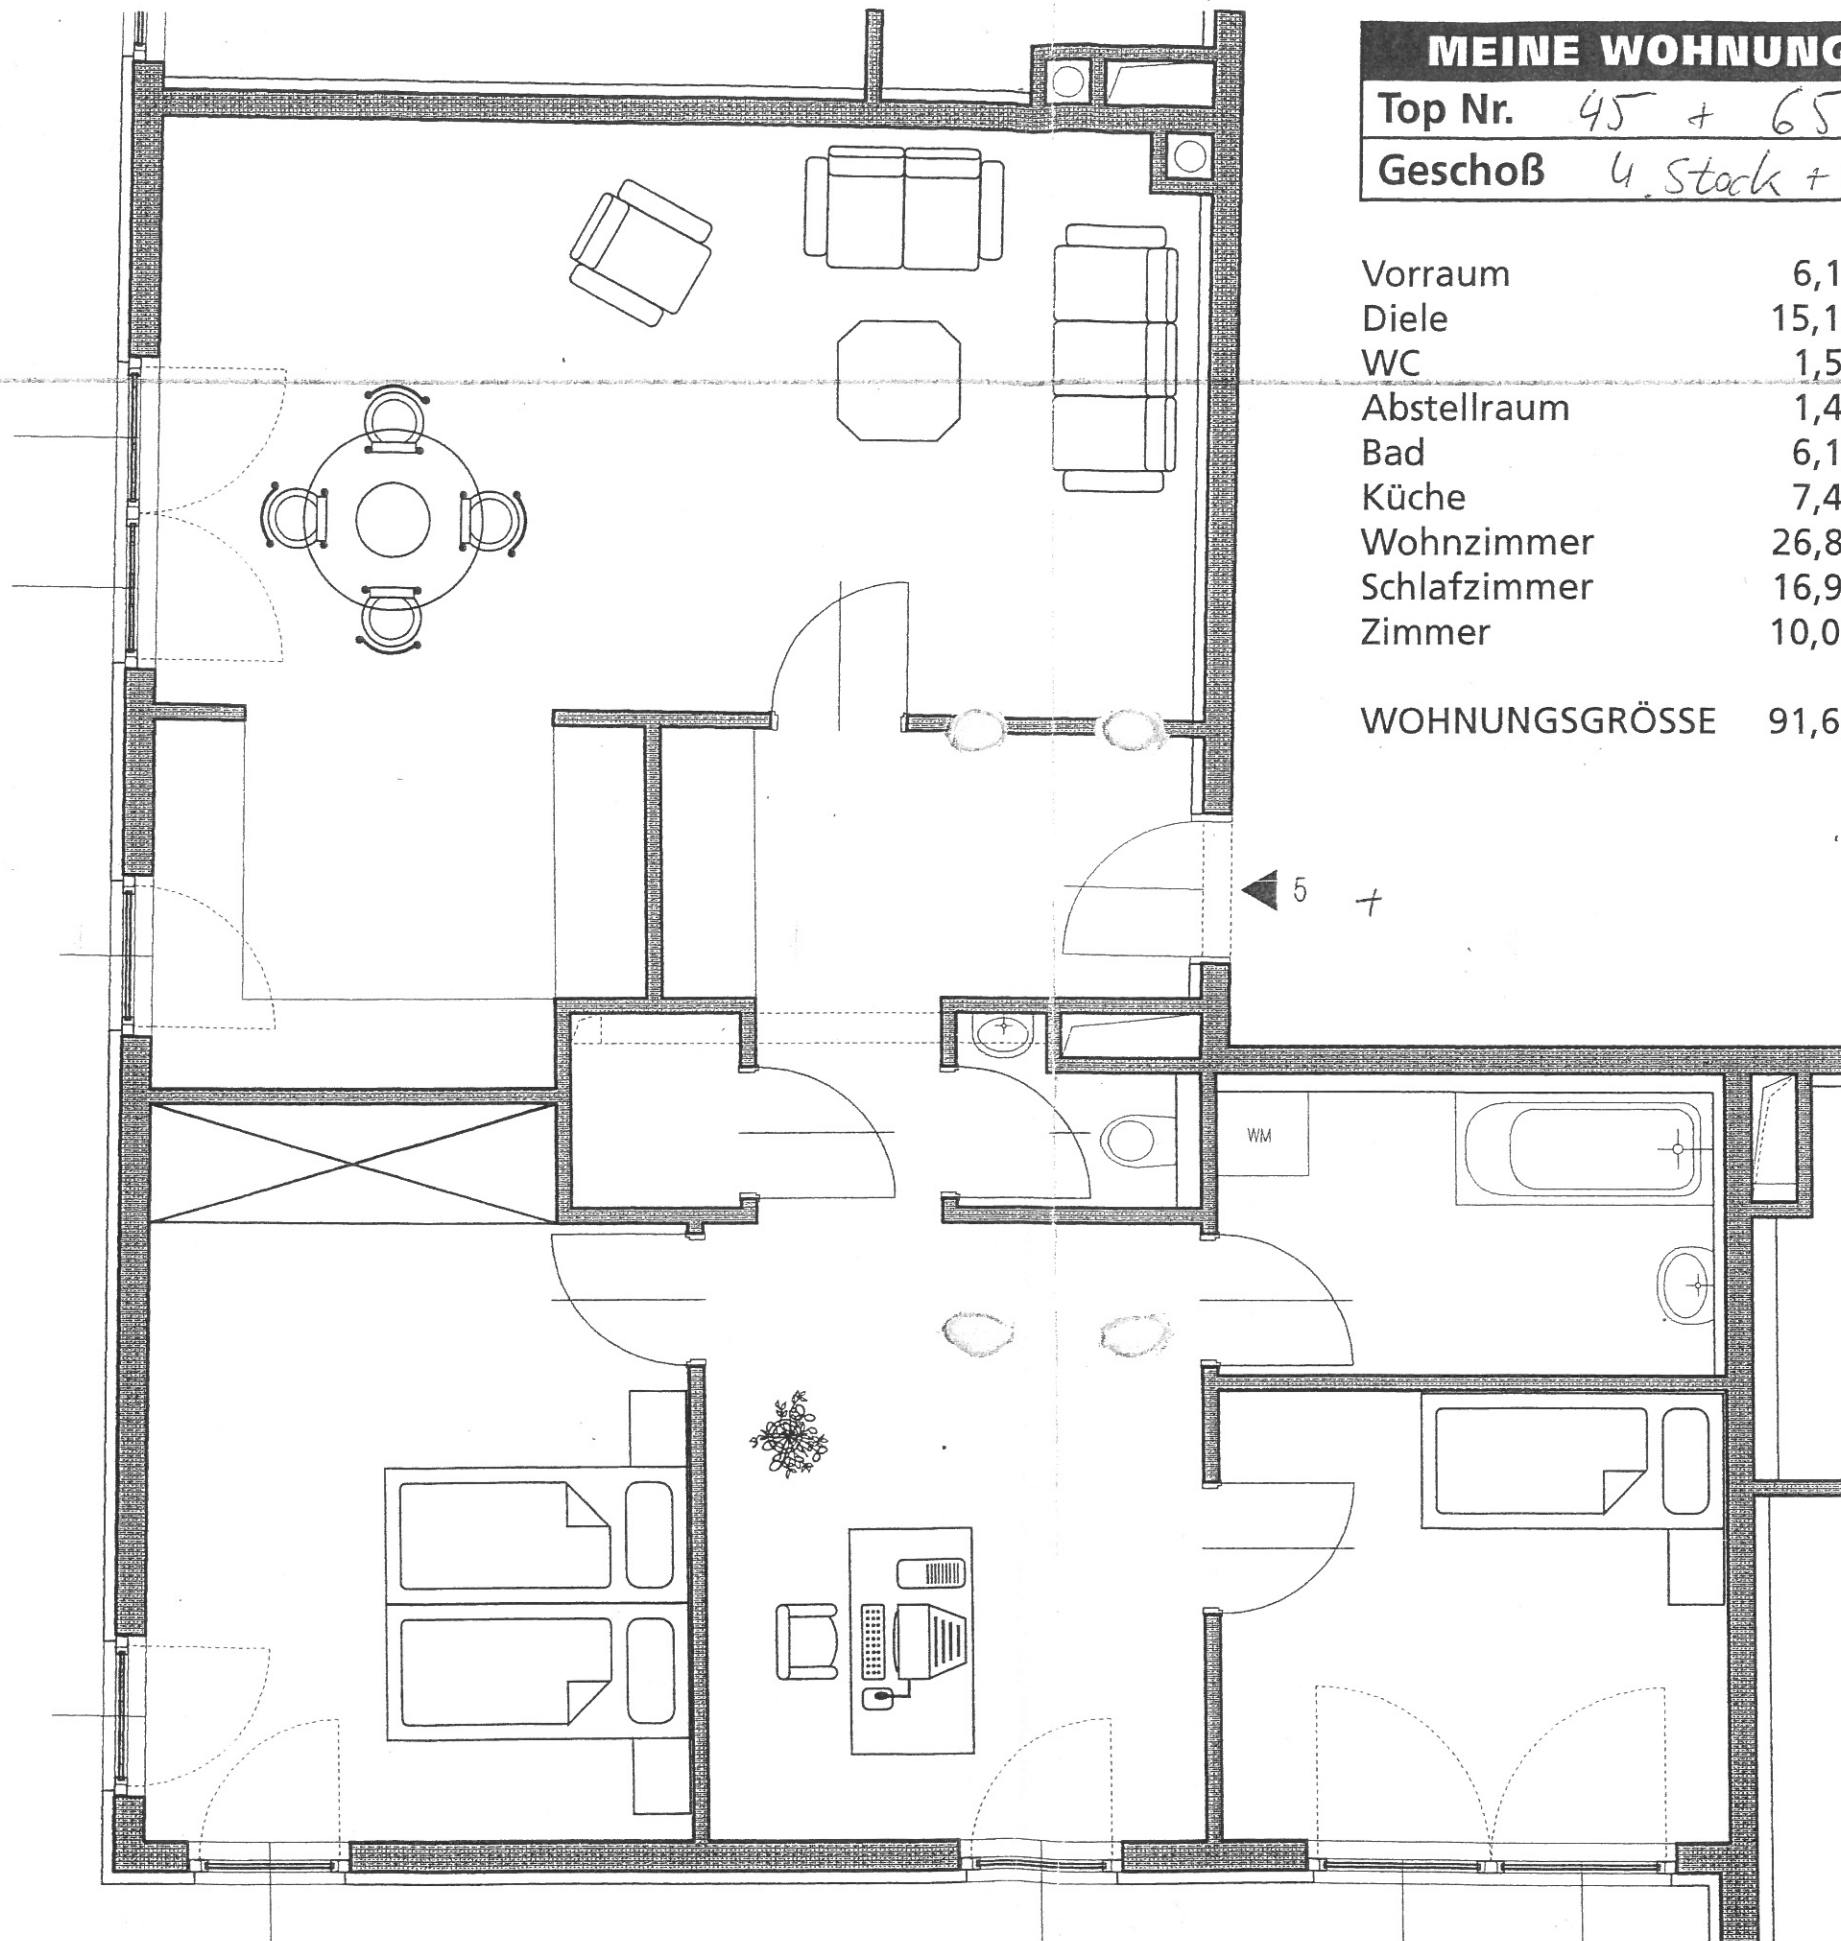 MEINE WOHNUNG
Top Nr. 45 + 65
Geschoß 4. Stock +
Vorraum 6,1
Diele 15,1
WC 1,5
Abstellraum 1,4
Bad 6,1
Küche 7,4
Wohnzimmer 26,8
Schlafzimmer 16,9
Zimmer 10,0
WOHNUNGSGRÖSSE 91,6
5 +
WM